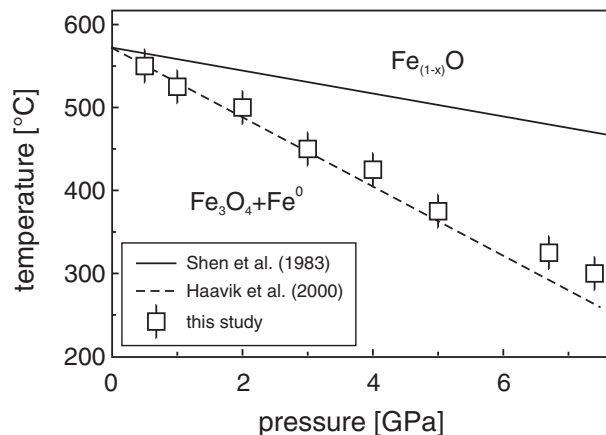 600
500
400
300
200
temperature [°C]
Fe(1-x)O
Fe3O4+Fe0
Shen et al. (1983)
Haavik et al. (2000)
this study
0
2
4
6
pressure [GPa]